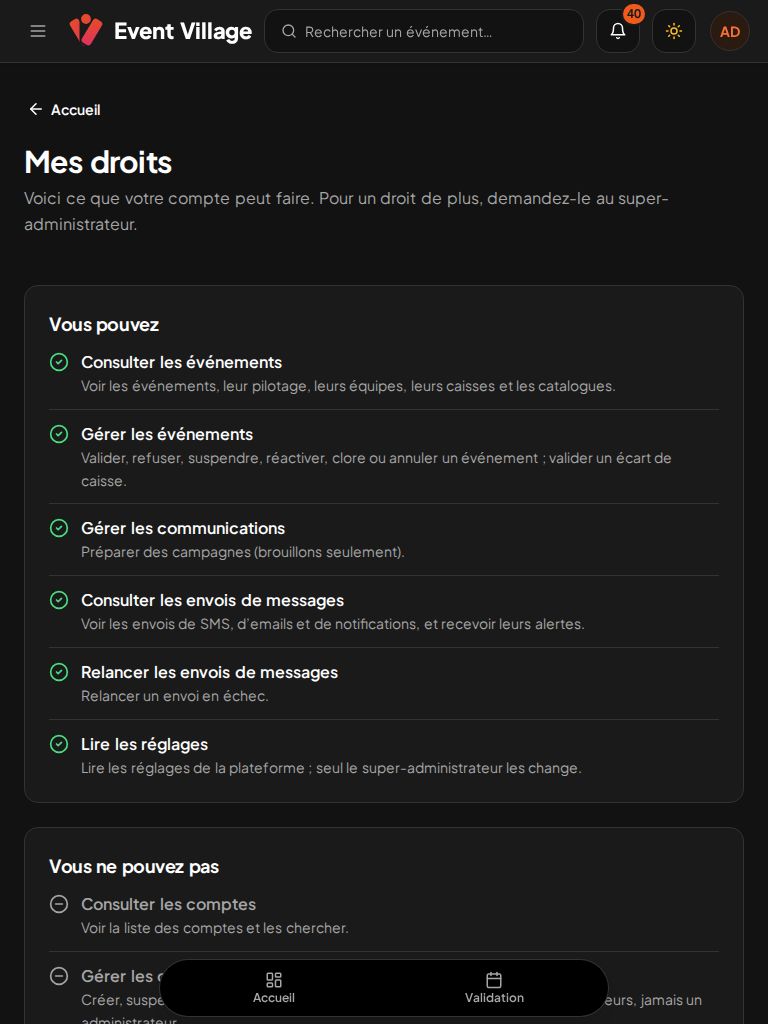 Event Village
Rechercher un événement...
40
AD
Accueil
Mes droits
Voici ce que votre compte peut faire. Pour un droit de plus, demandez-le au super-
administrateur.
Vous pouvez
Consulter les événements
Voir les événements, leur pilotage, leurs équipes, leurs caisses et les catalogues.
Gérer les événements
Valider, refuser, suspendre, réactiver, clore ou annuler un événement ; valider un écart de
caisse.
Gérer les communications
Préparer des campagnes (brouillons seulement).
Consulter les envois de messages
Voir les envois de SMS, d’emails et de notifications, et recevoir leurs alertes.
Relancer les envois de messages
Relancer un envoi en échec.
Lire les réglages
Lire les réglages de la plateforme ; seul le super-administrateur les change.
Vous ne pouvez pas
Consulter les comptes
Voir la liste des comptes et les chercher.
Gérer les
Créer, jamais un
Accueil
Validation